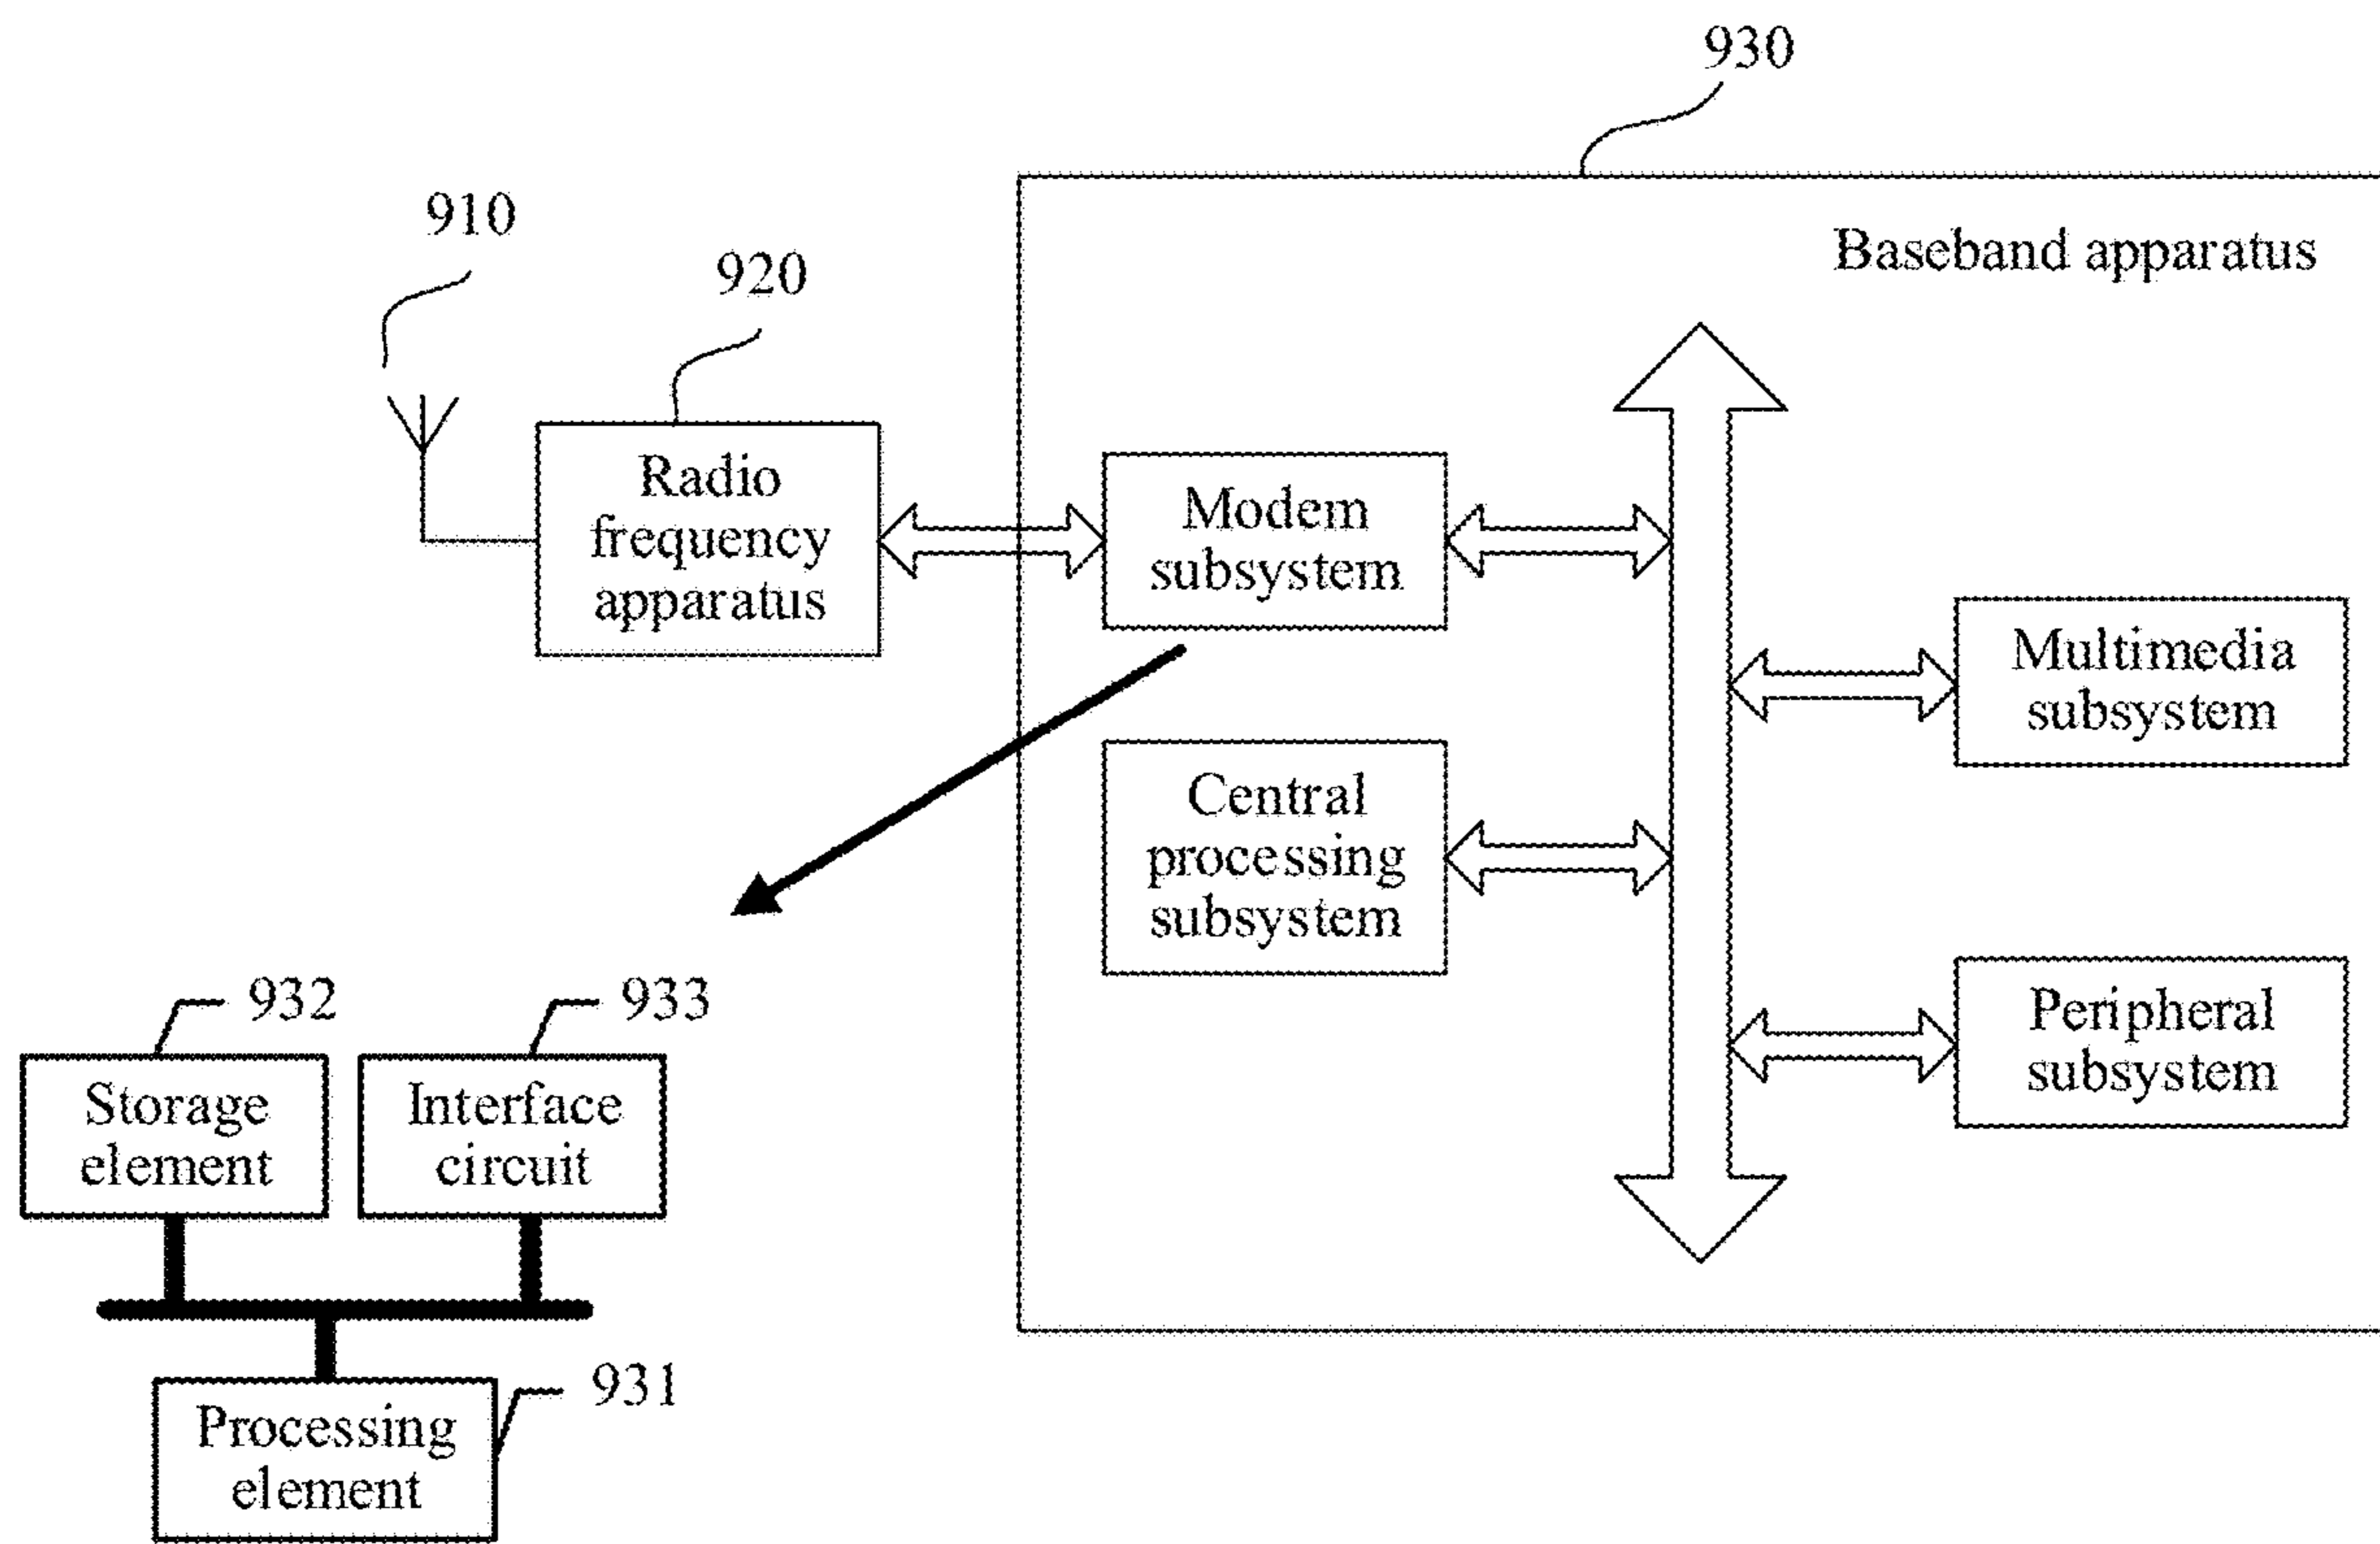 930
910
920
Baseband apparatus
Radio
frequency
apparatus
Modem
subsystem
Multimedia
subsystem
Central
processing
subsystem
Peripheral
subsystem
932
933
Storage
element
Interface
circuit
931
Processing
element